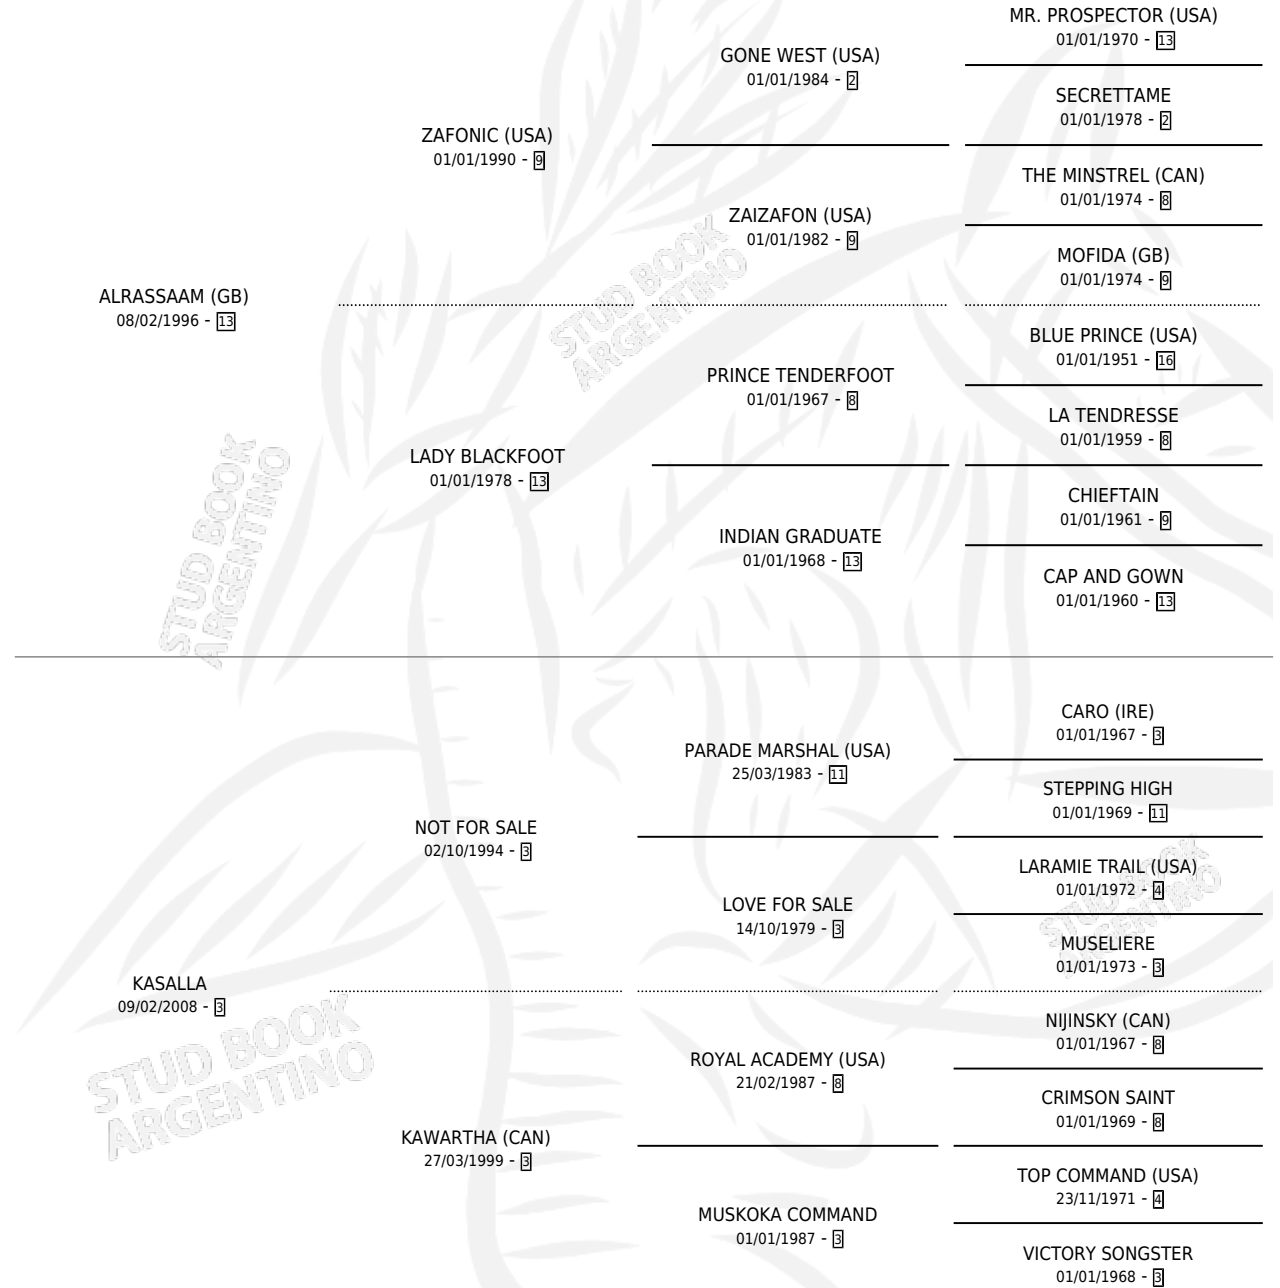 MR. PROSPECTOR (USA)
01/01/1970 - 13
GONE WEST (USA)
01/01/1984 - 2
SECRETTAME
01/01/1978 - 2
ZAFONIC (USA)
01/01/1990 - 9
THE MINSTREL (CAN)
01/01/1974 - 8
ZAIZAFON (USA)
01/01/1982 - 9
MOFIDA (GB)
01/01/1974 - 9
ALRASSAAM (GB)
08/02/1996 - 13
BLUE PRINCE (USA)
01/01/1951 - 16
PRINCE TENDERFOOT
01/01/1967 - 8
LA TENDRESSE
01/01/1959 - 8
LADY BLACKFOOT
01/01/1978 - 13
CHIEFTAIN
01/01/1961 - 9
INDIAN GRADUATE
01/01/1968 - 13
CAP AND GOWN
01/01/1960 - 13
CARO (IRE)
01/01/1967 - 3
PARADE MARSHAL (USA)
25/03/1983 - 11
STEPPING HIGH
01/01/1969 - 11
NOT FOR SALE
02/10/1994 - 3
LARAMIE TRAIL (USA)
01/01/1972 - 4
LOVE FOR SALE
14/10/1979 - 3
MUSELIERE
01/01/1973 - 3
KASALLA
09/02/2008 - 3
NIJINSKY (CAN)
01/01/1967 - 8
ROYAL ACADEMY (USA)
21/02/1987 - 8
CRIMSON SAINT
01/01/1969 - 8
KAWARTHA (CAN)
27/03/1999 - 3
TOP COMMAND (USA)
23/11/1971 - 4
MUSKOKA COMMAND
01/01/1987 - 3
VICTORY SONGSTER
01/01/1968 - 3
STUD BOOK
ARGENTINO
STUD BOOK
ARGENTINO
STUD BOOK
ARGENTINO
STUD BOOK
ARGENTINO